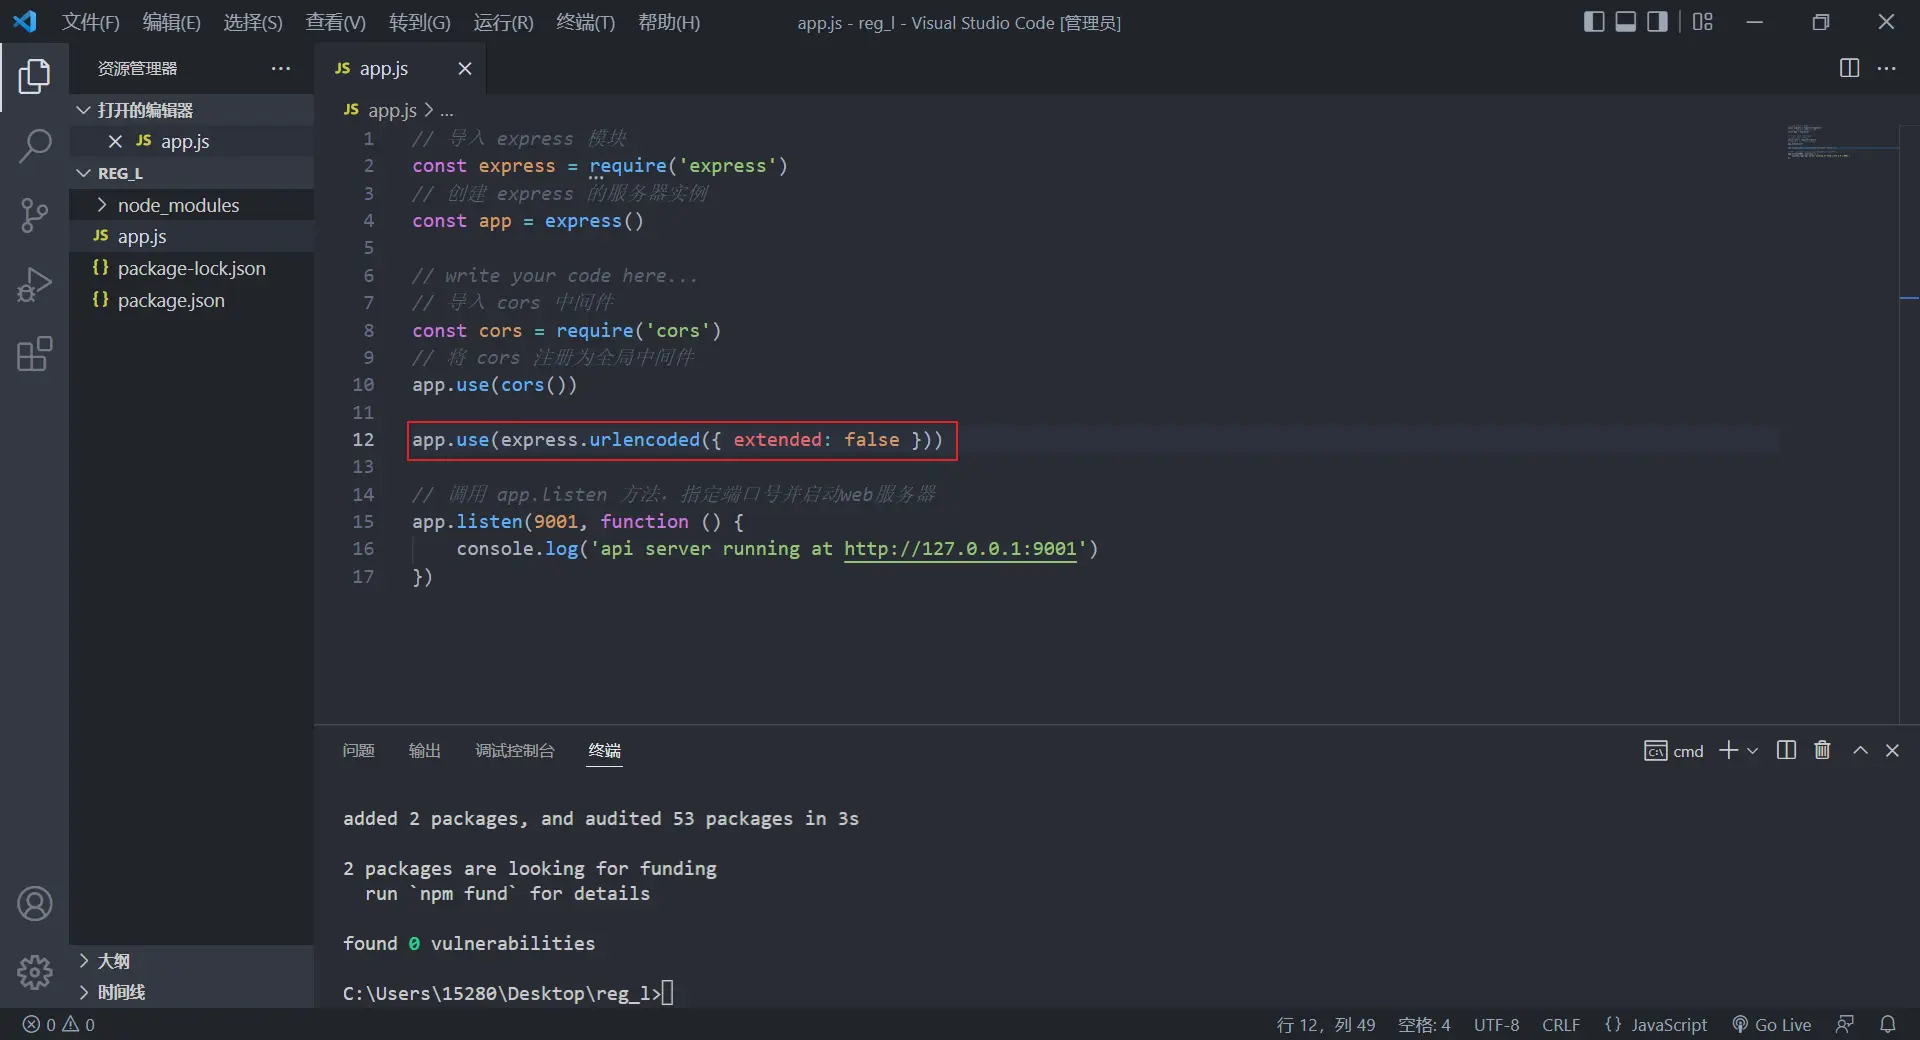 文件(F) 编辑(E) 选择(S) 查看(V) 转到(G) 运行(R) 终端(T) 帮助(H) app.js - reg_l - Visual Studio Code [管理员]
资源管理器 ...
JS app.js
打开的编辑器
JS app.js
REG_L
node_modules
JS app.js
{} package-lock.json
{} package.json
大纲
时间线
JS app.js > ...
1 // 导入 express 模块
2 const express = require('express')
3 // 创建 express 的服务器实例
4 const app = express()
5
6 // write your code here...
7 // 导入 cors 中间件
8 const cors = require('cors')
9 // 将 cors 注册为全局中间件
10 app.use(cors())
11
12 app.use(express.urlencoded({ extended: false }))
13
14 // 调用 app.listen 方法，指定端口号并启动web服务器
15 app.listen(9001, function () {
16 console.log('api server running at http://127.0.0.1:9001')
17 })
问题 输出 调试控制台 终端 cmd
added 2 packages, and audited 53 packages in 3s
2 packages are looking for funding
run `npm fund` for details
found 0 vulnerabilities
C:\Users\15280\Desktop\reg_l>
0 0 行 12，列 49 空格: 4 UTF-8 CRLF {} JavaScript Go Live